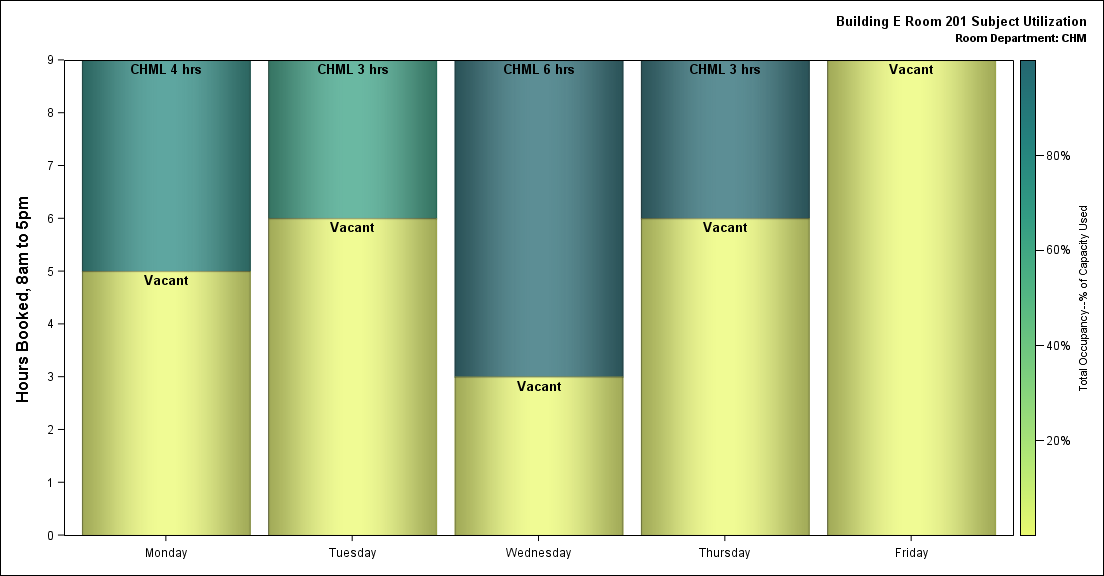 Building E Room 201 Subject Utilization
Room Department: CHM
Hours Booked, 8am to 5pm
9
8
7
6
5
4
3
2
1
0
CHML 4 hrs
Vacant
CHML 3 hrs
Vacant
CHML 6 hrs
Vacant
CHML 3 hrs
Vacant
Vacant
Monday
Tuesday
Wednesday
Thursday
Friday
80%
60%
40%
20%
Total Occupancy--% of Capacity Used